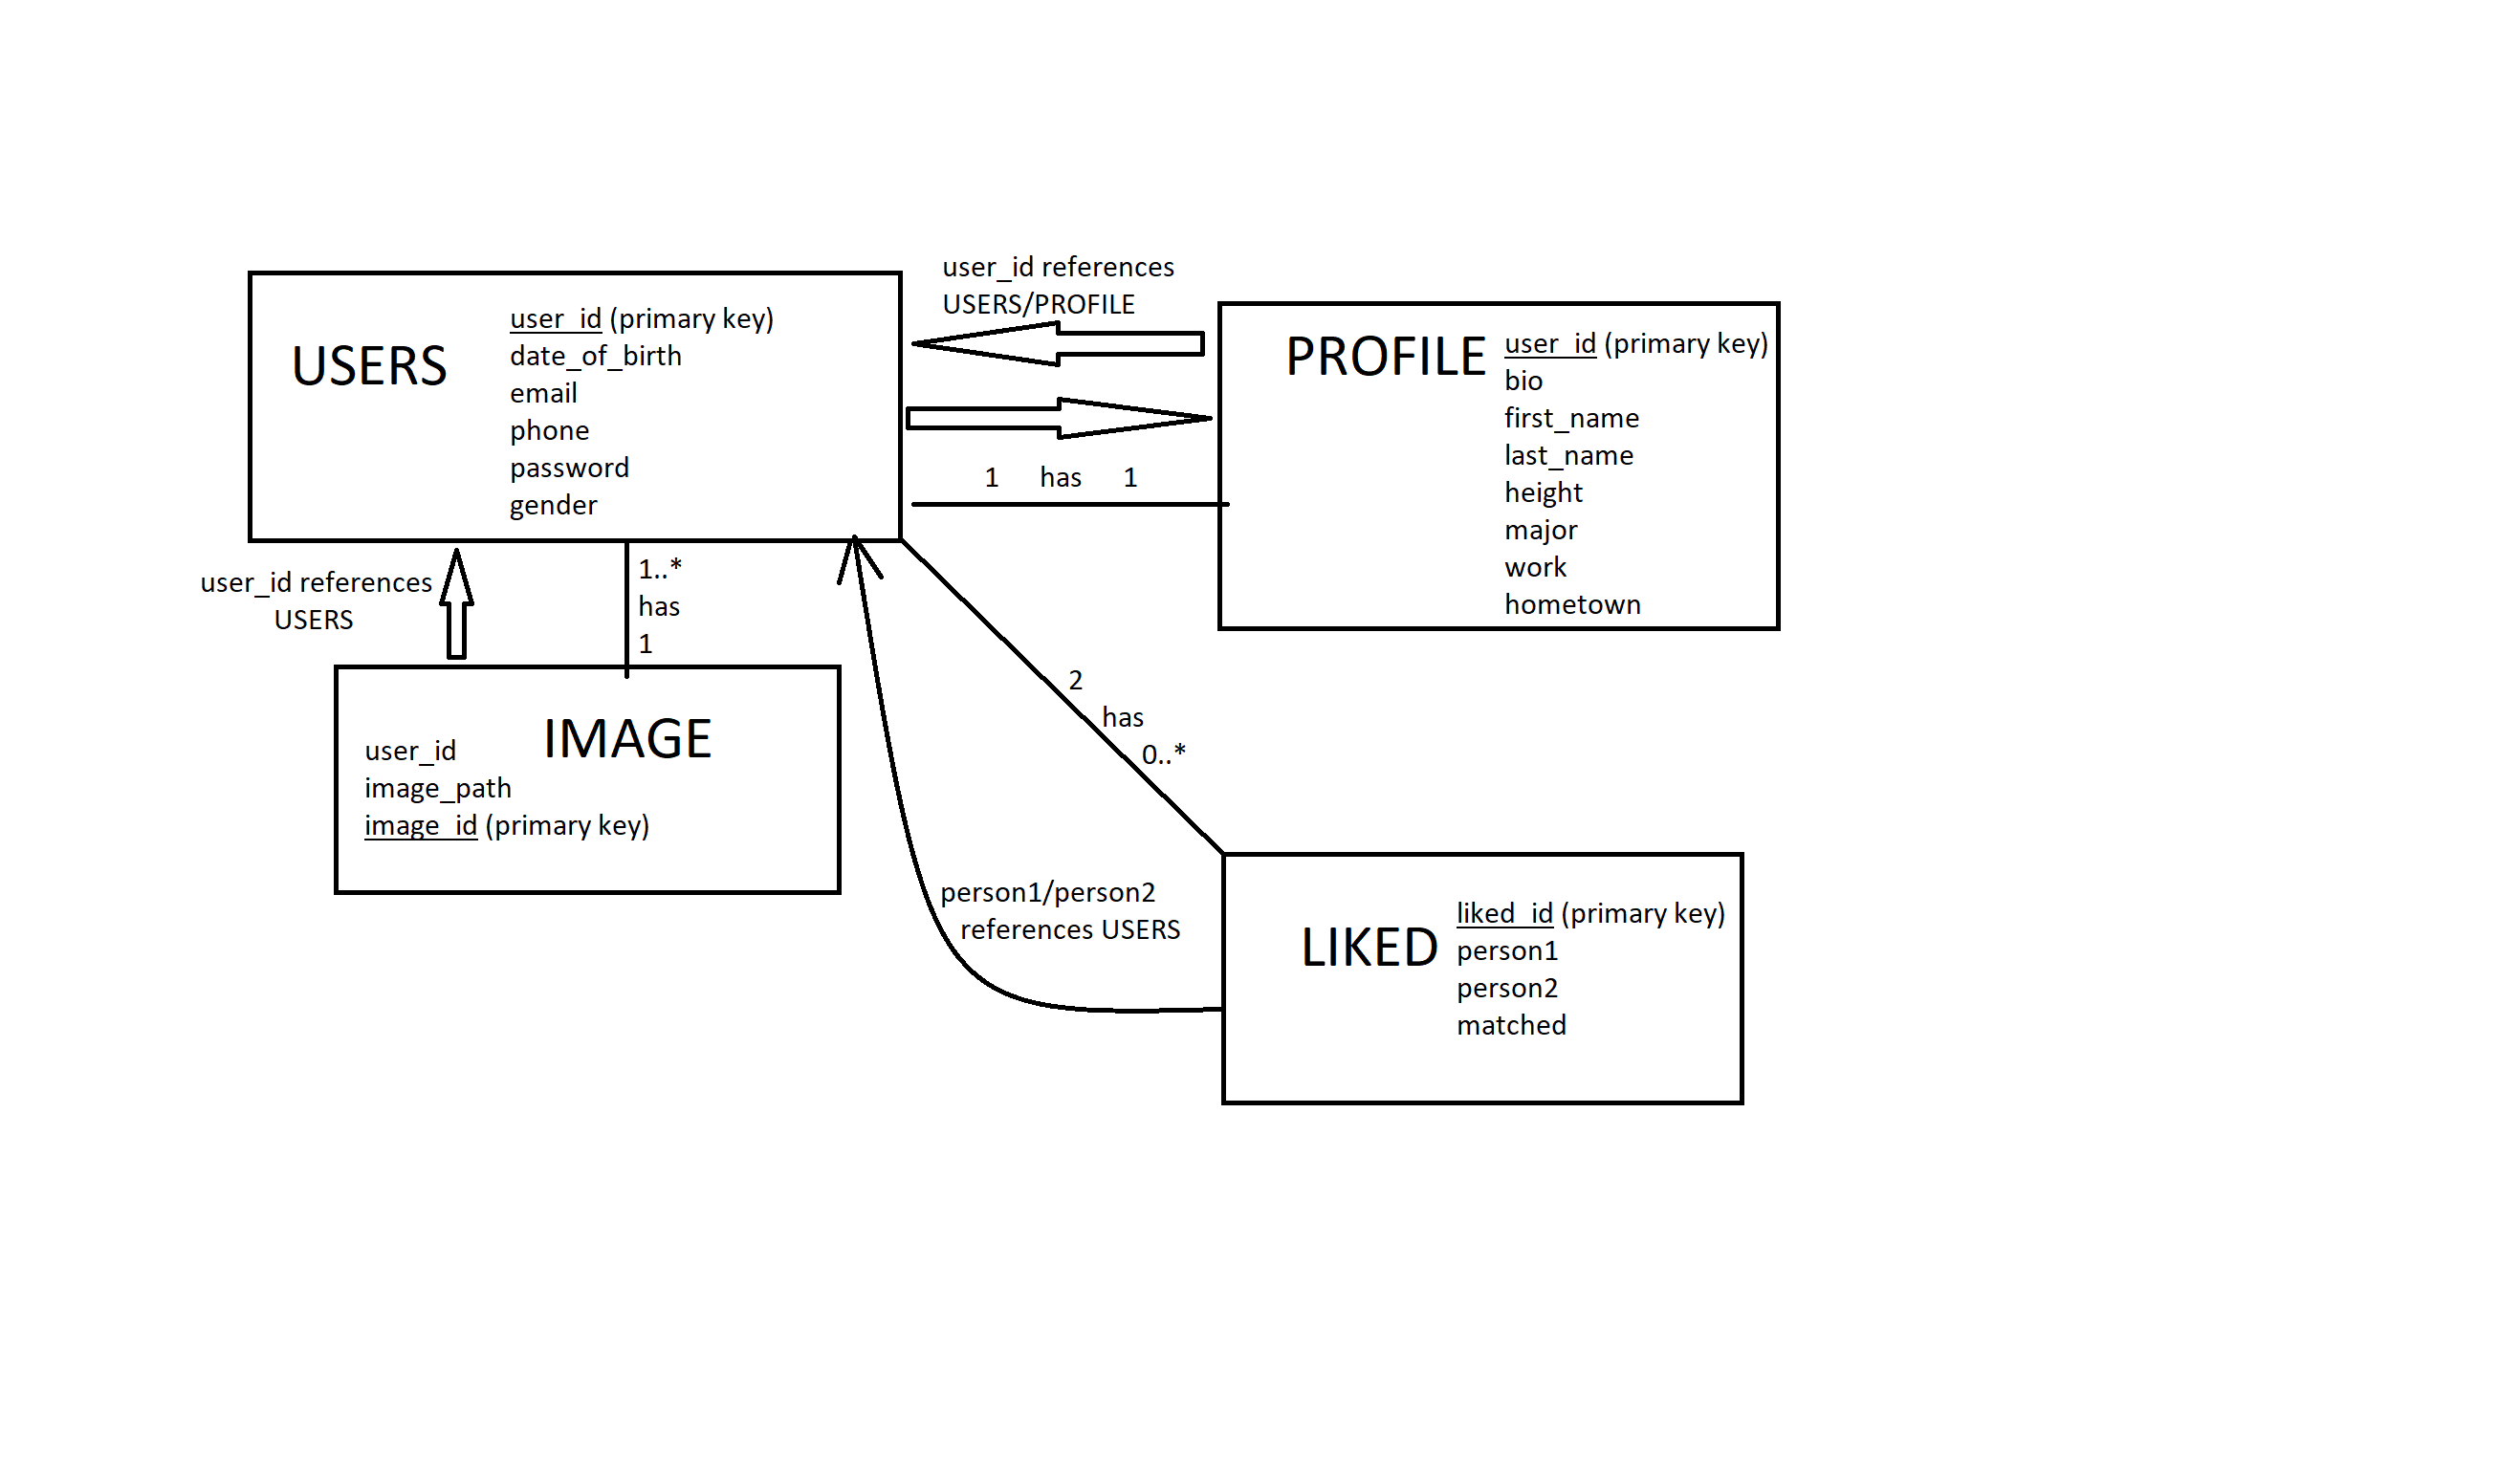 USERS
user_id (primary key)
date_of_birth
email
phone
password
gender
user_id references
USERS/PROFILE
1 has 1
PROFILE
user_id (primary key)
bio
first_name
last_name
height
major
work
hometown
user_id references
USERS
1..*
has
1
IMAGE
user_id
image_path
image_id (primary key)
2
has
0..*
person1/person2
references USERS
LIKED
liked_id (primary key)
person1
person2
matched